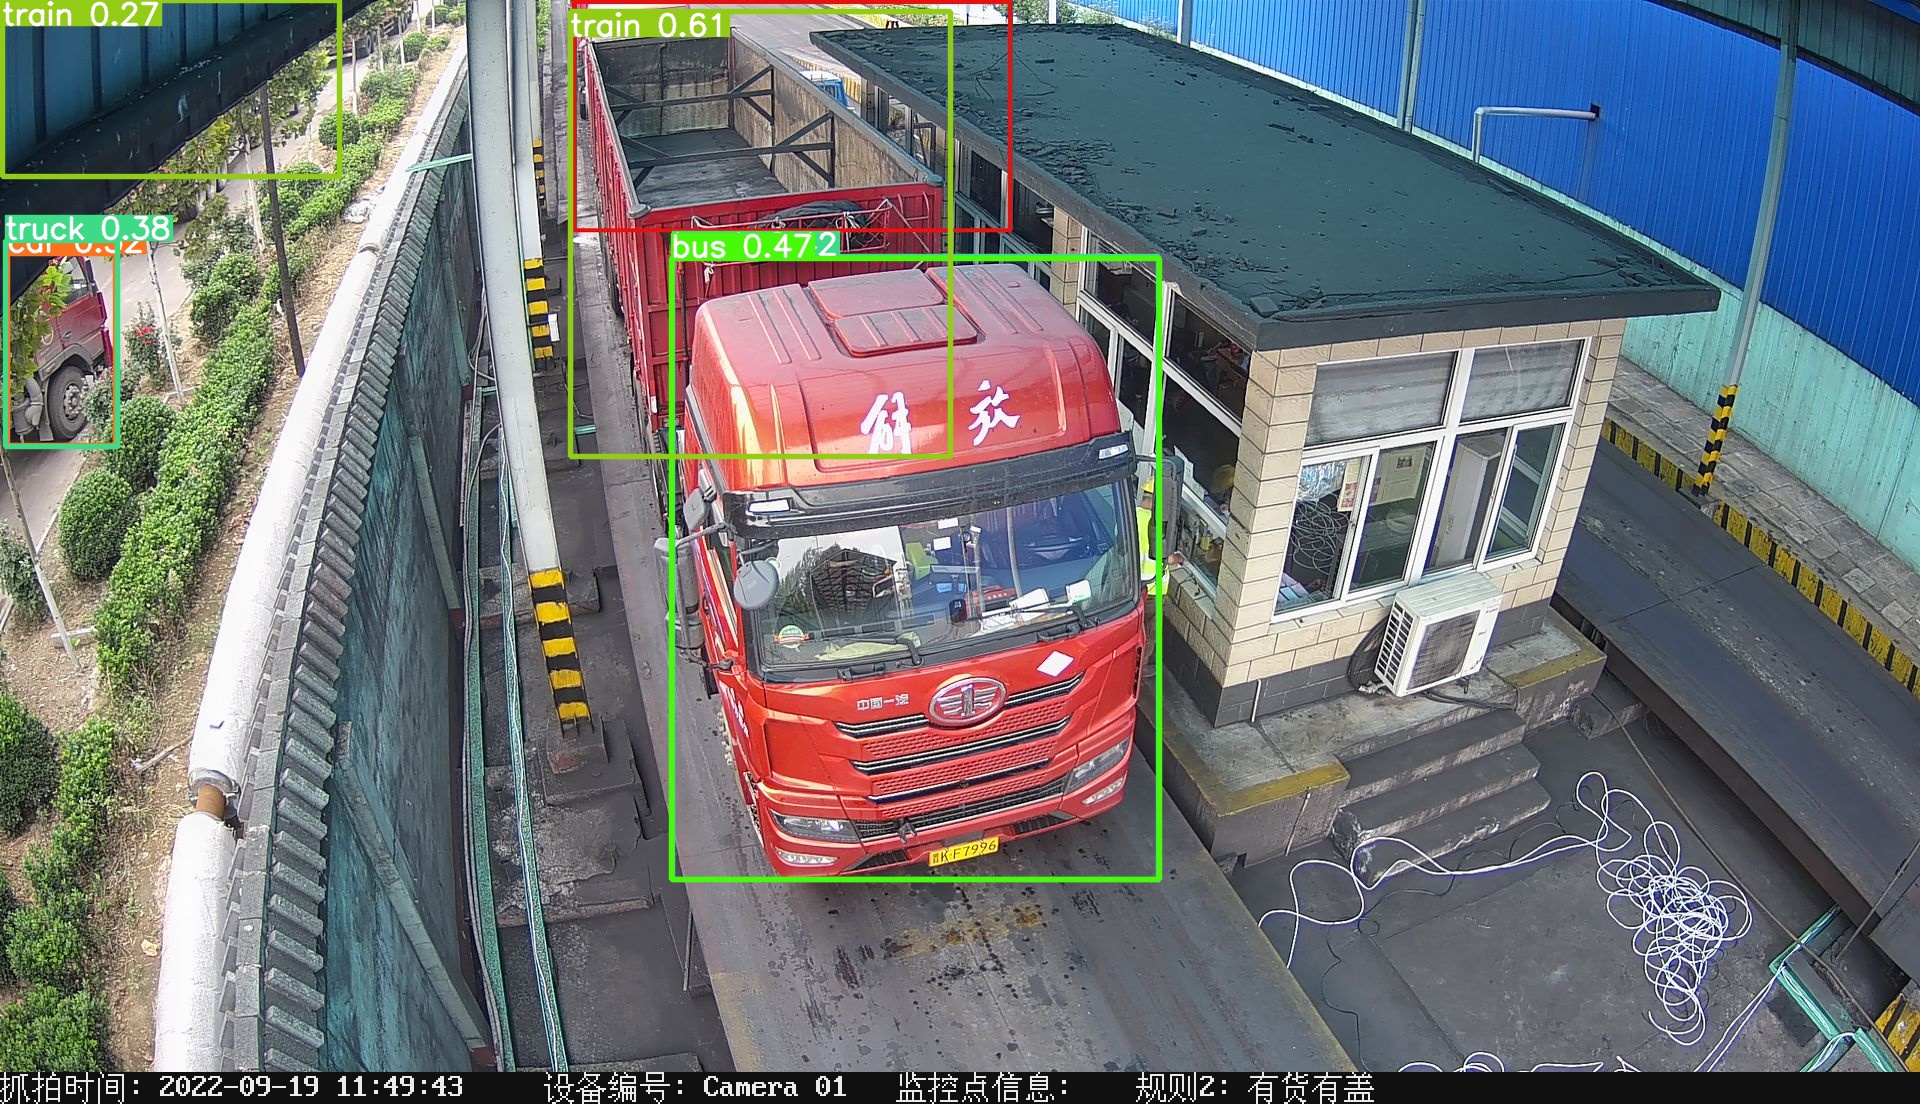 train 0.27
train 0.61
truck 0.38
bus 0.47
解 放
中国一汽
KF7996
抓拍时间: 2022-09-19 11:49:43 设备编号: Camera 01 监控点信息: 规则2: 有货有盖